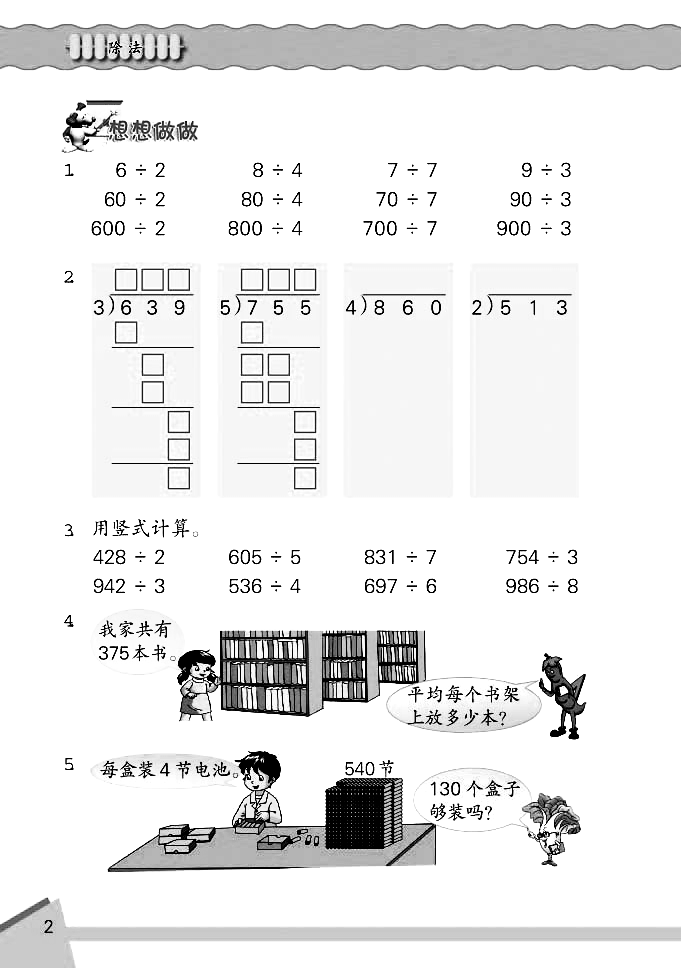 除法
想想做做
1. 6 ÷ 2 8 ÷ 4 7 ÷ 7 9 ÷ 3
60 ÷ 2 80 ÷ 4 70 ÷ 7 90 ÷ 3
600 ÷ 2 800 ÷ 4 700 ÷ 7 900 ÷ 3
2.
3)6 3 9 5)7 5 5 4)8 6 0 2)5 1 3
3. 用竖式计算。
428 ÷ 2 605 ÷ 5 831 ÷ 7 754 ÷ 3
942 ÷ 3 536 ÷ 4 697 ÷ 6 986 ÷ 8
4.
我家共有
375本书。
平均每个书架
上放多少本?
5.
每盒装4节电池。
540节
130个盒子
够装吗?
2